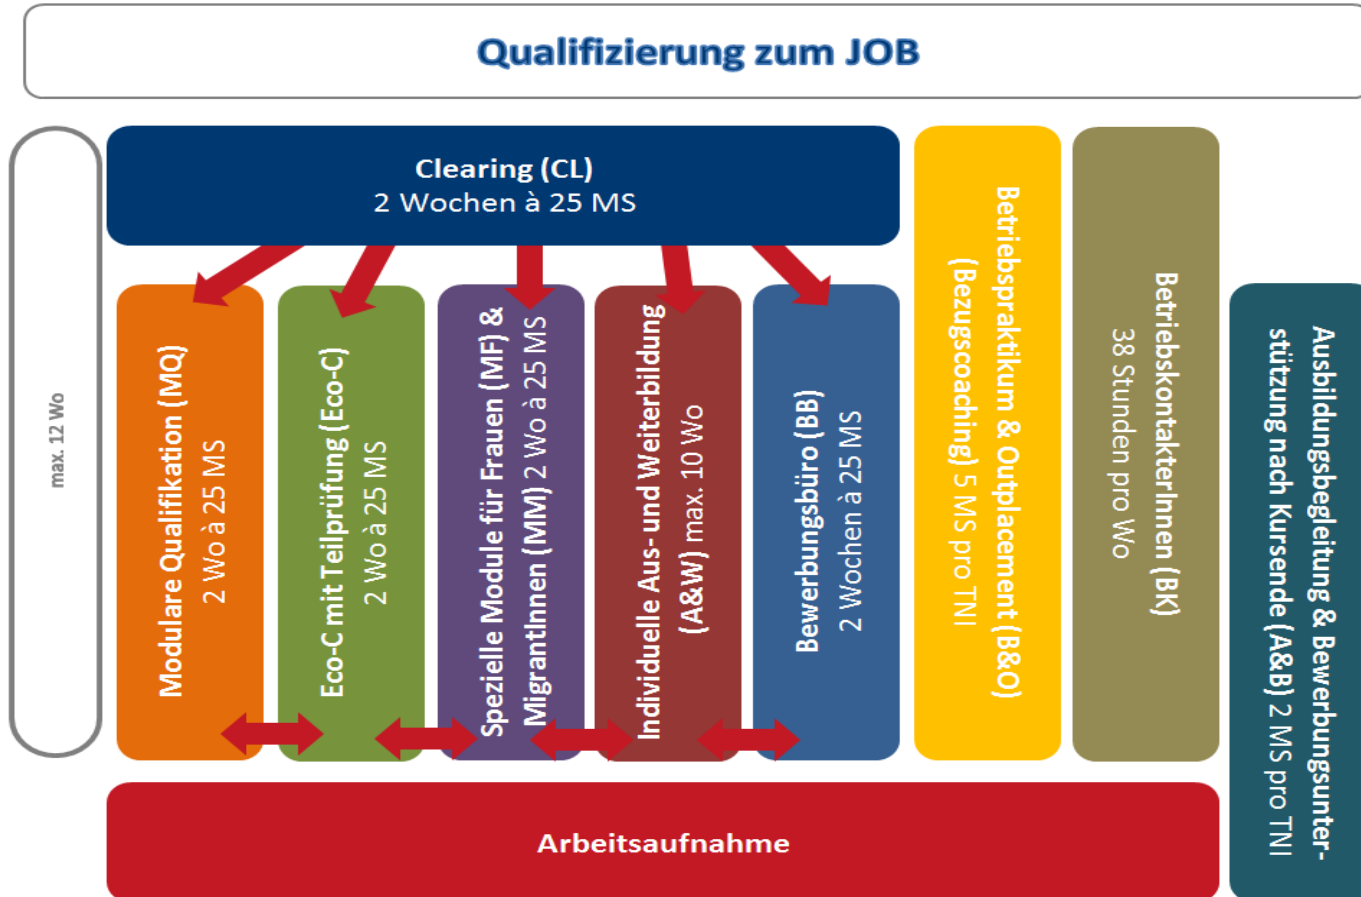 Qualifizierung zum JOB
max. 12 Wo
Clearing (CL)
2 Wochen à 25 MS
Modulare Qualifikation (MQ)
2 Wo à 25 MS
Eco-C mit Teilprüfung (Eco-C)
2 Wo à 25 MS
Spezielle Module für Frauen (MF) &
MigrantInnen (MM) 2 Wo à 25 MS
Individuelle Aus- und Weiterbildung
(A&W) max. 10 Wo
Bewerbungsbüro (BB)
2 Wochen à 25 MS
Betriebspraktikum & Outplacement (B&O)
(Bezugscoaching) 5 MS pro TNI
BetriebskontakterInnen (BK)
38 Stunden pro Wo
Ausbildungsbegleitung & Bewerbungsunter-
stützung nach Kursende (A&B) 2 MS pro TNI
Arbeitsaufnahme